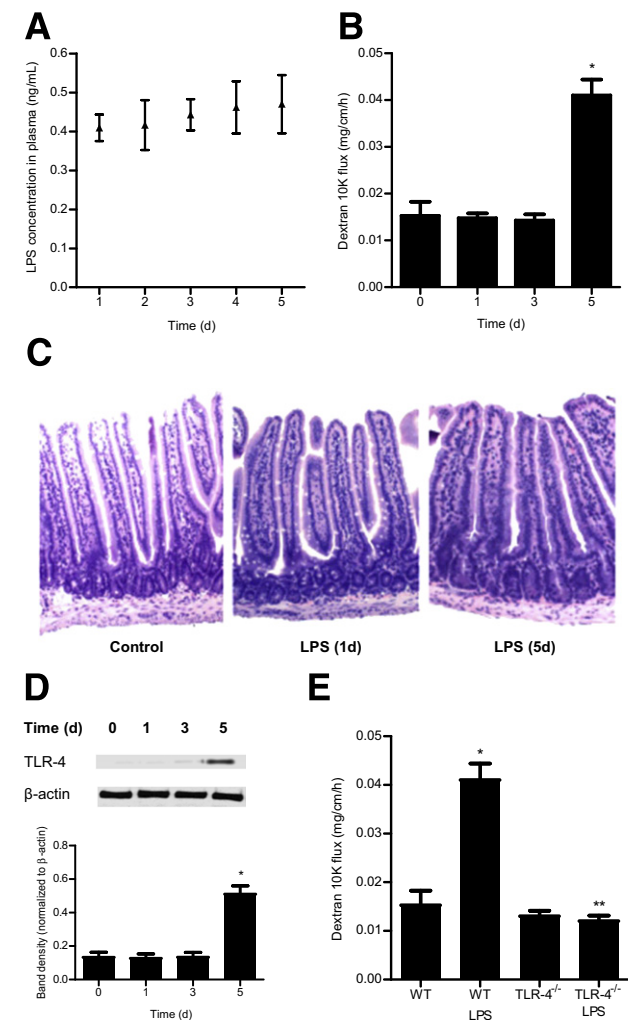 A
LPS concentration in plasma (ng/mL)
0.6
0.5
0.4
0.3
0.2
0.1
0.0
1 2 3 4 5
Time (d)
B
Dextran 10K flux (mg/cm/h)
0.05
0.04
0.03
0.02
0.01
0.00
*
0 1 3 5
Time (d)
C
Control LPS (1d) LPS (5d)
D
Time (d) 0 1 3 5
TLR-4
β-actin
Band density (normalized to β-actin)
0.8
0.6
0.4
0.2
0.0
*
0 1 3 5
Time (d)
E
Dextran 10K flux (mg/cm/h)
0.05
0.04
0.03
0.02
0.01
0.00
*
**
WT WT TLR-4-/- TLR-4-/-
LPS LPS